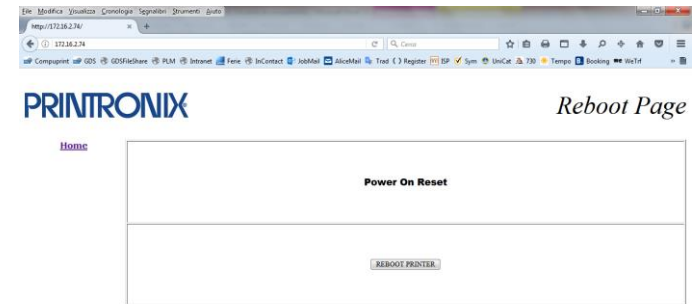 File Modifica Visualizza Cronologia Segnalibri Strumenti Aiuto
http://172.16.2.74/
172.16.2.74
Cerca
Compuprint GDS GDSFileShare PLM Intranet Ferie InContact JobMail AliceMail Trad Register ISP Sym UniCat 730 Tempo Booking WeTrf
PRINTRONIX
Reboot Page
Home
Power On Reset
REBOOT PRINTER